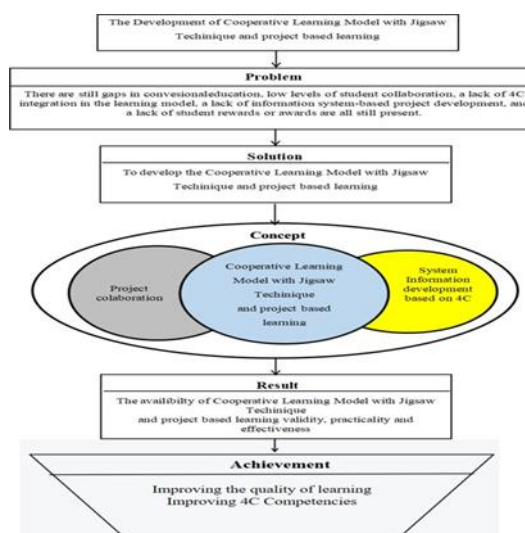 The Development of Cooperative Learning Model with Jigsaw
Techinique and project based learning
Problem
There are still gaps in convesionaleducation, low levels of student collaboration, a lack of 4C
integration in the learning model, a lack of information system-based project development, and
a lack of student rewards or awards are all still present.
Solution
To develop the Cooperative Learning Model with Jigsaw
Techinique and project based learning
Concept
Project
colaboration
Cooperative Learning
Model with Jigsaw
Techinique
and project based
learning
System
Information
development
based on 4C
Result
The availibilty of Cooperative Learning Model with Jigsaw
Techinique
and project based learning validity, practicality and
effectiveness
Achievement
Improving the quality of learning
Improving 4C Competencies